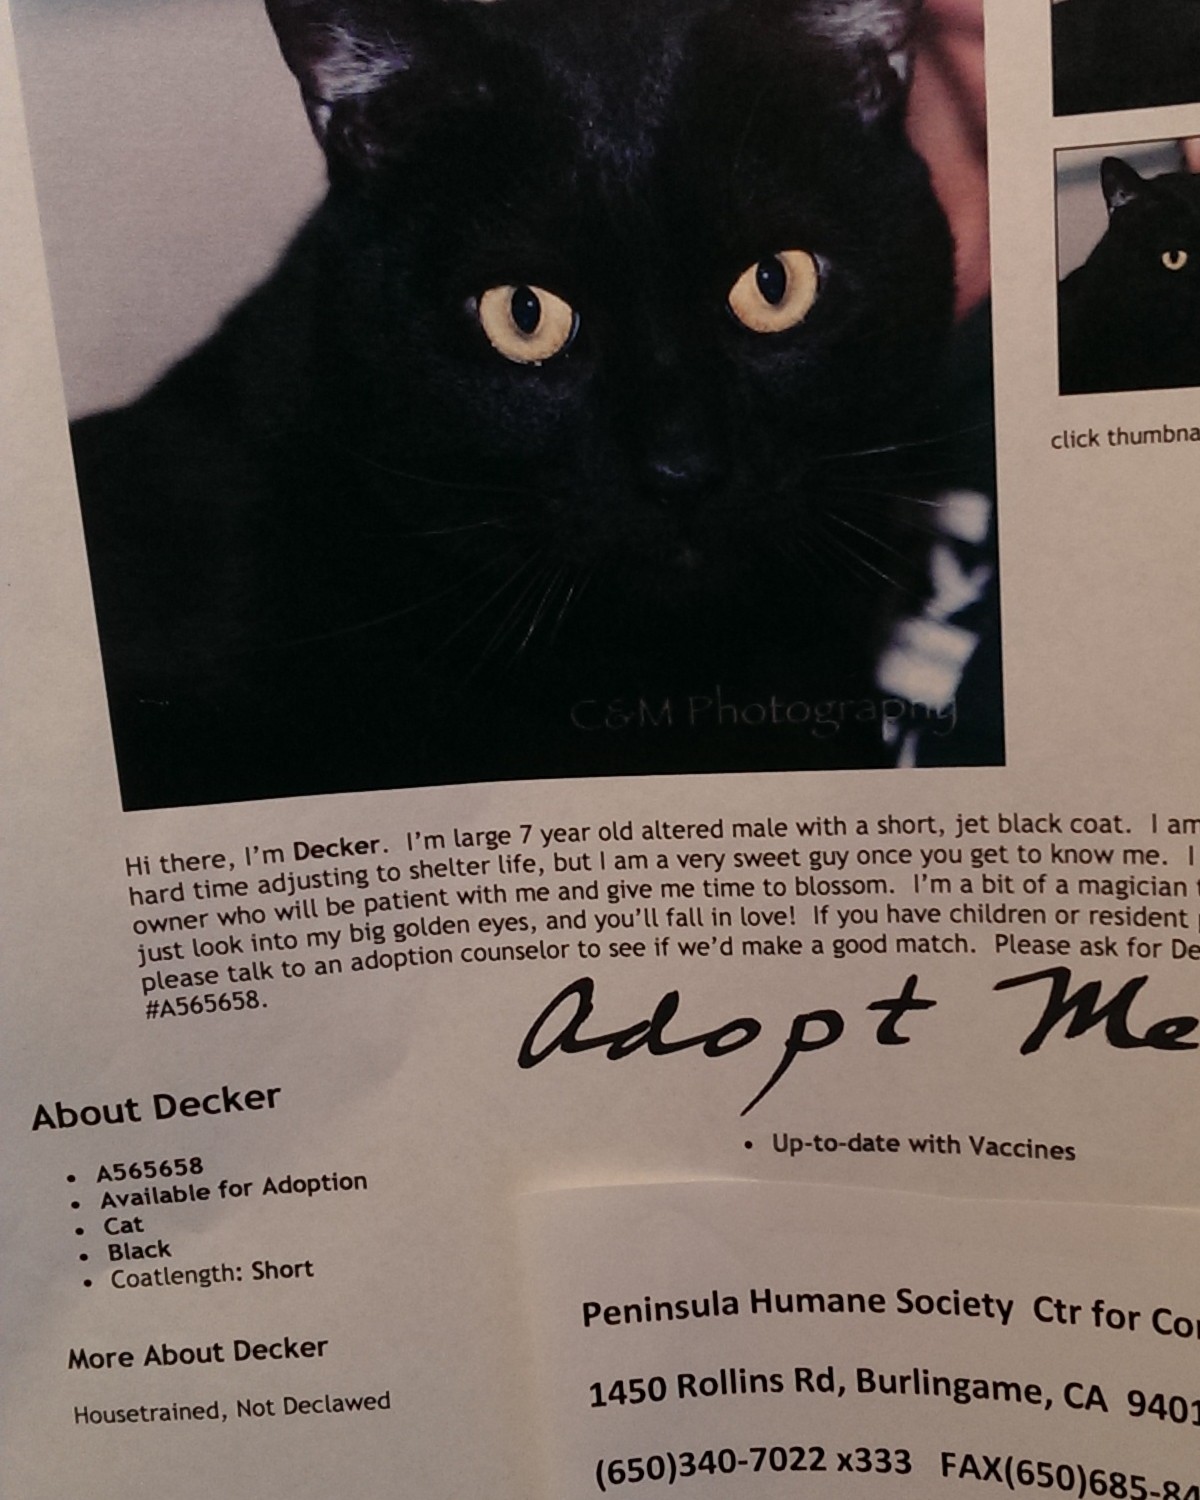 click thumbna
C&M Photography
Hi there, I'm Decker. I'm large 7 year old altered male with a short, jet black coat. I am
hard time adjusting to shelter life, but I am a very sweet guy once you get to know me. I
owner who will be patient with me and give me time to blossom. I'm a bit of a magician
just look into my big golden eyes, and you'll fall in love! If you have children or resident
please talk to an adoption counselor to see if we'd make a good match. Please ask for De
#A565658.
Adopt Me
About Decker
• A565658
• Available for Adoption
• Cat
• Black
• Coatlength: Short
• Up-to-date with Vaccines
More About Decker
Housetrained, Not Declawed
Peninsula Humane Society Ctr for Co
1450 Rollins Rd, Burlingame, CA 9401
(650)340-7022 x333 FAX(650)685-84